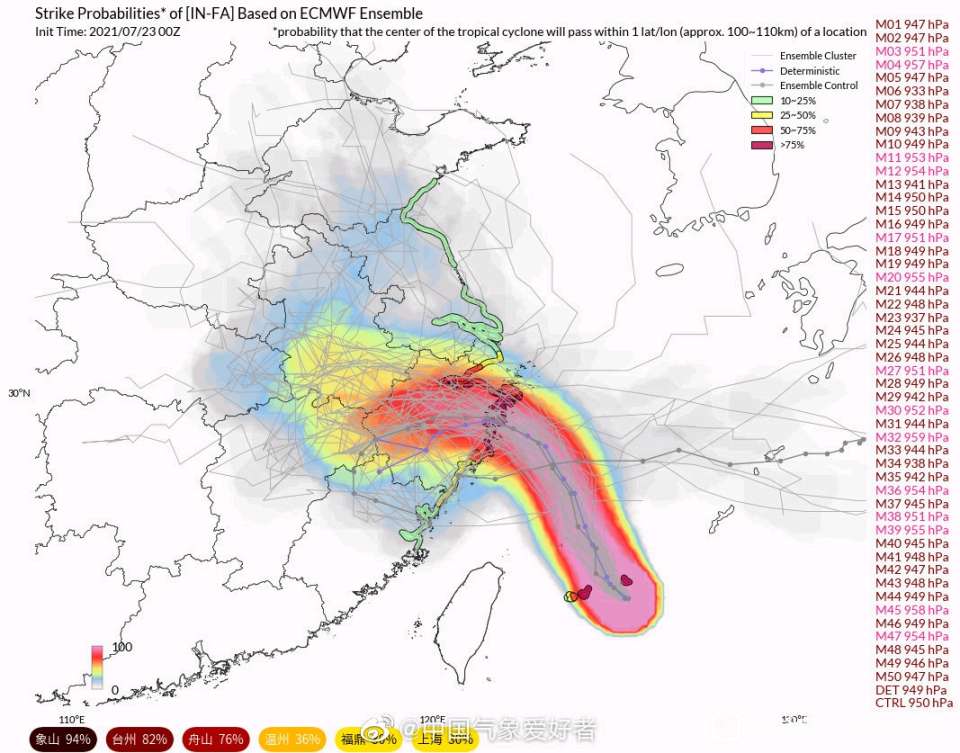 Strike Probabilities* of [IN-FA] Based on ECMWF Ensemble
Init Time: 2021/07/23 00Z
*probability that the center of the tropical cyclone will pass within 1 lat/lon (approx. 100~110km) of a location
Ensemble Cluster
Deterministic
Ensemble Control
10~25%
25~50%
50~75%
>75%
M01 947 hPa
M02 947 hPa
M03 951 hPa
M04 957 hPa
M05 947 hPa
M06 933 hPa
M07 938 hPa
M08 939 hPa
M09 943 hPa
M10 949 hPa
M11 953 hPa
M12 954 hPa
M13 941 hPa
M14 950 hPa
M15 950 hPa
M16 949 hPa
M17 951 hPa
M18 949 hPa
M19 949 hPa
M20 955 hPa
M21 944 hPa
M22 948 hPa
M23 937 hPa
M24 945 hPa
M25 944 hPa
M26 948 hPa
M27 951 hPa
M28 949 hPa
M29 942 hPa
M30 952 hPa
M31 944 hPa
M32 959 hPa
M33 944 hPa
M34 938 hPa
M35 942 hPa
M36 954 hPa
M37 945 hPa
M38 951 hPa
M39 955 hPa
M40 945 hPa
M41 948 hPa
M42 947 hPa
M43 948 hPa
M44 949 hPa
M45 958 hPa
M46 949 hPa
M47 954 hPa
M48 945 hPa
M49 946 hPa
M50 947 hPa
DET 949 hPa
CTRL 950 hPa
30°N
100
0
110°E
120°E
@中国气象爱好者
象山 94%
台州 82%
舟山 76%
温州 36%
福鼎
上海 30%